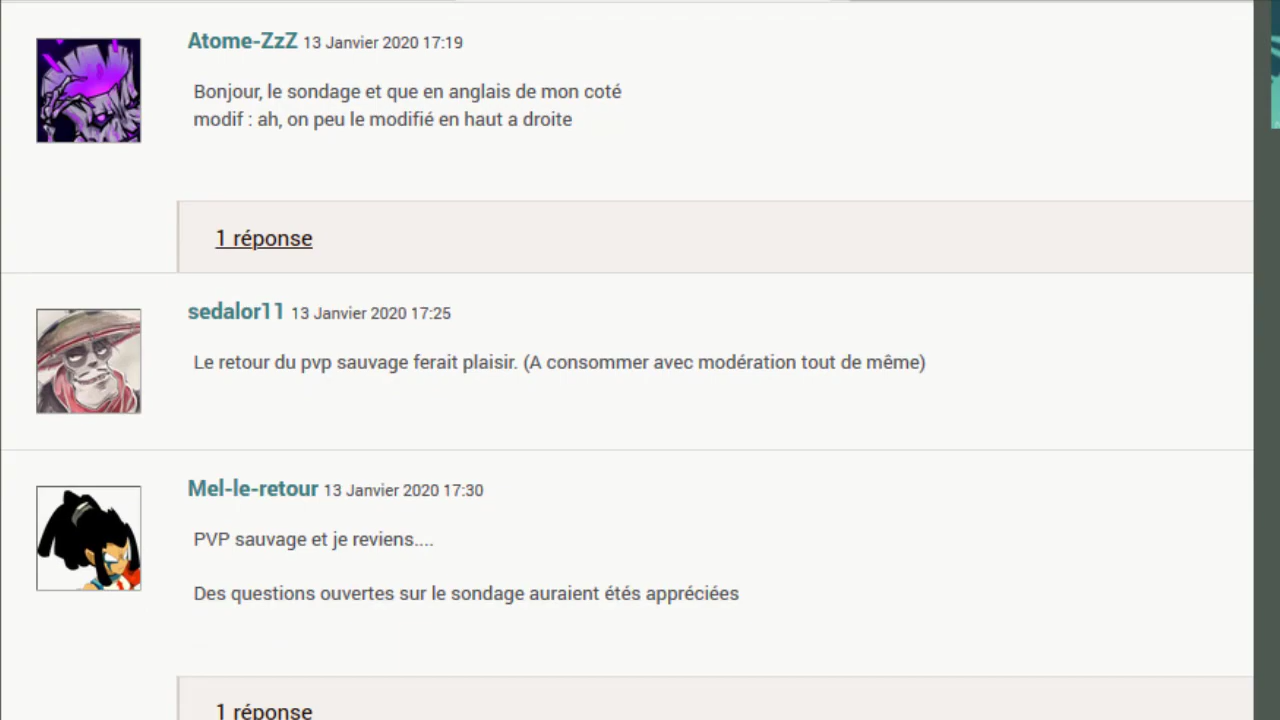 Atome-ZzZ 13 Janvier 2020 17:19
Bonjour, le sondage et que en anglais de mon coté
modif : ah, on peu le modifié en haut a droite
1 réponse
sedalor11 13 Janvier 2020 17:25
Le retour du pvp sauvage ferait plaisir. (A consommer avec modération tout de même)
Mel-le-retour 13 Janvier 2020 17:30
PVP sauvage et je reviens....
Des questions ouvertes sur le sondage auraient étés appréciées
1 réponse